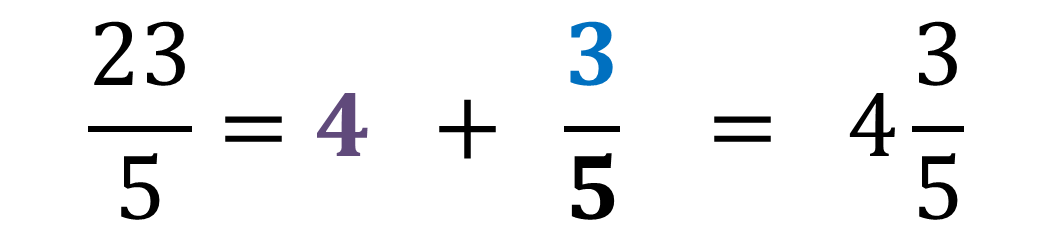 23/5 = 4 + 3/5 = 4 3/5